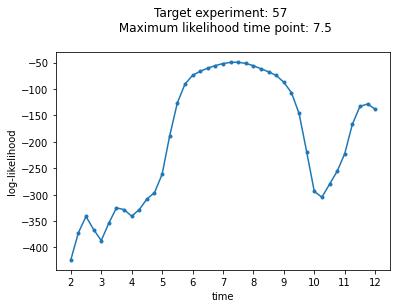 Target experiment: 57
Maximum likelihood time point: 7.5
−50
−100
−150
−200
−250
−300
−350
−400
log-likelihood
2 3 4 5 6 7 8 9 10 11 12
time